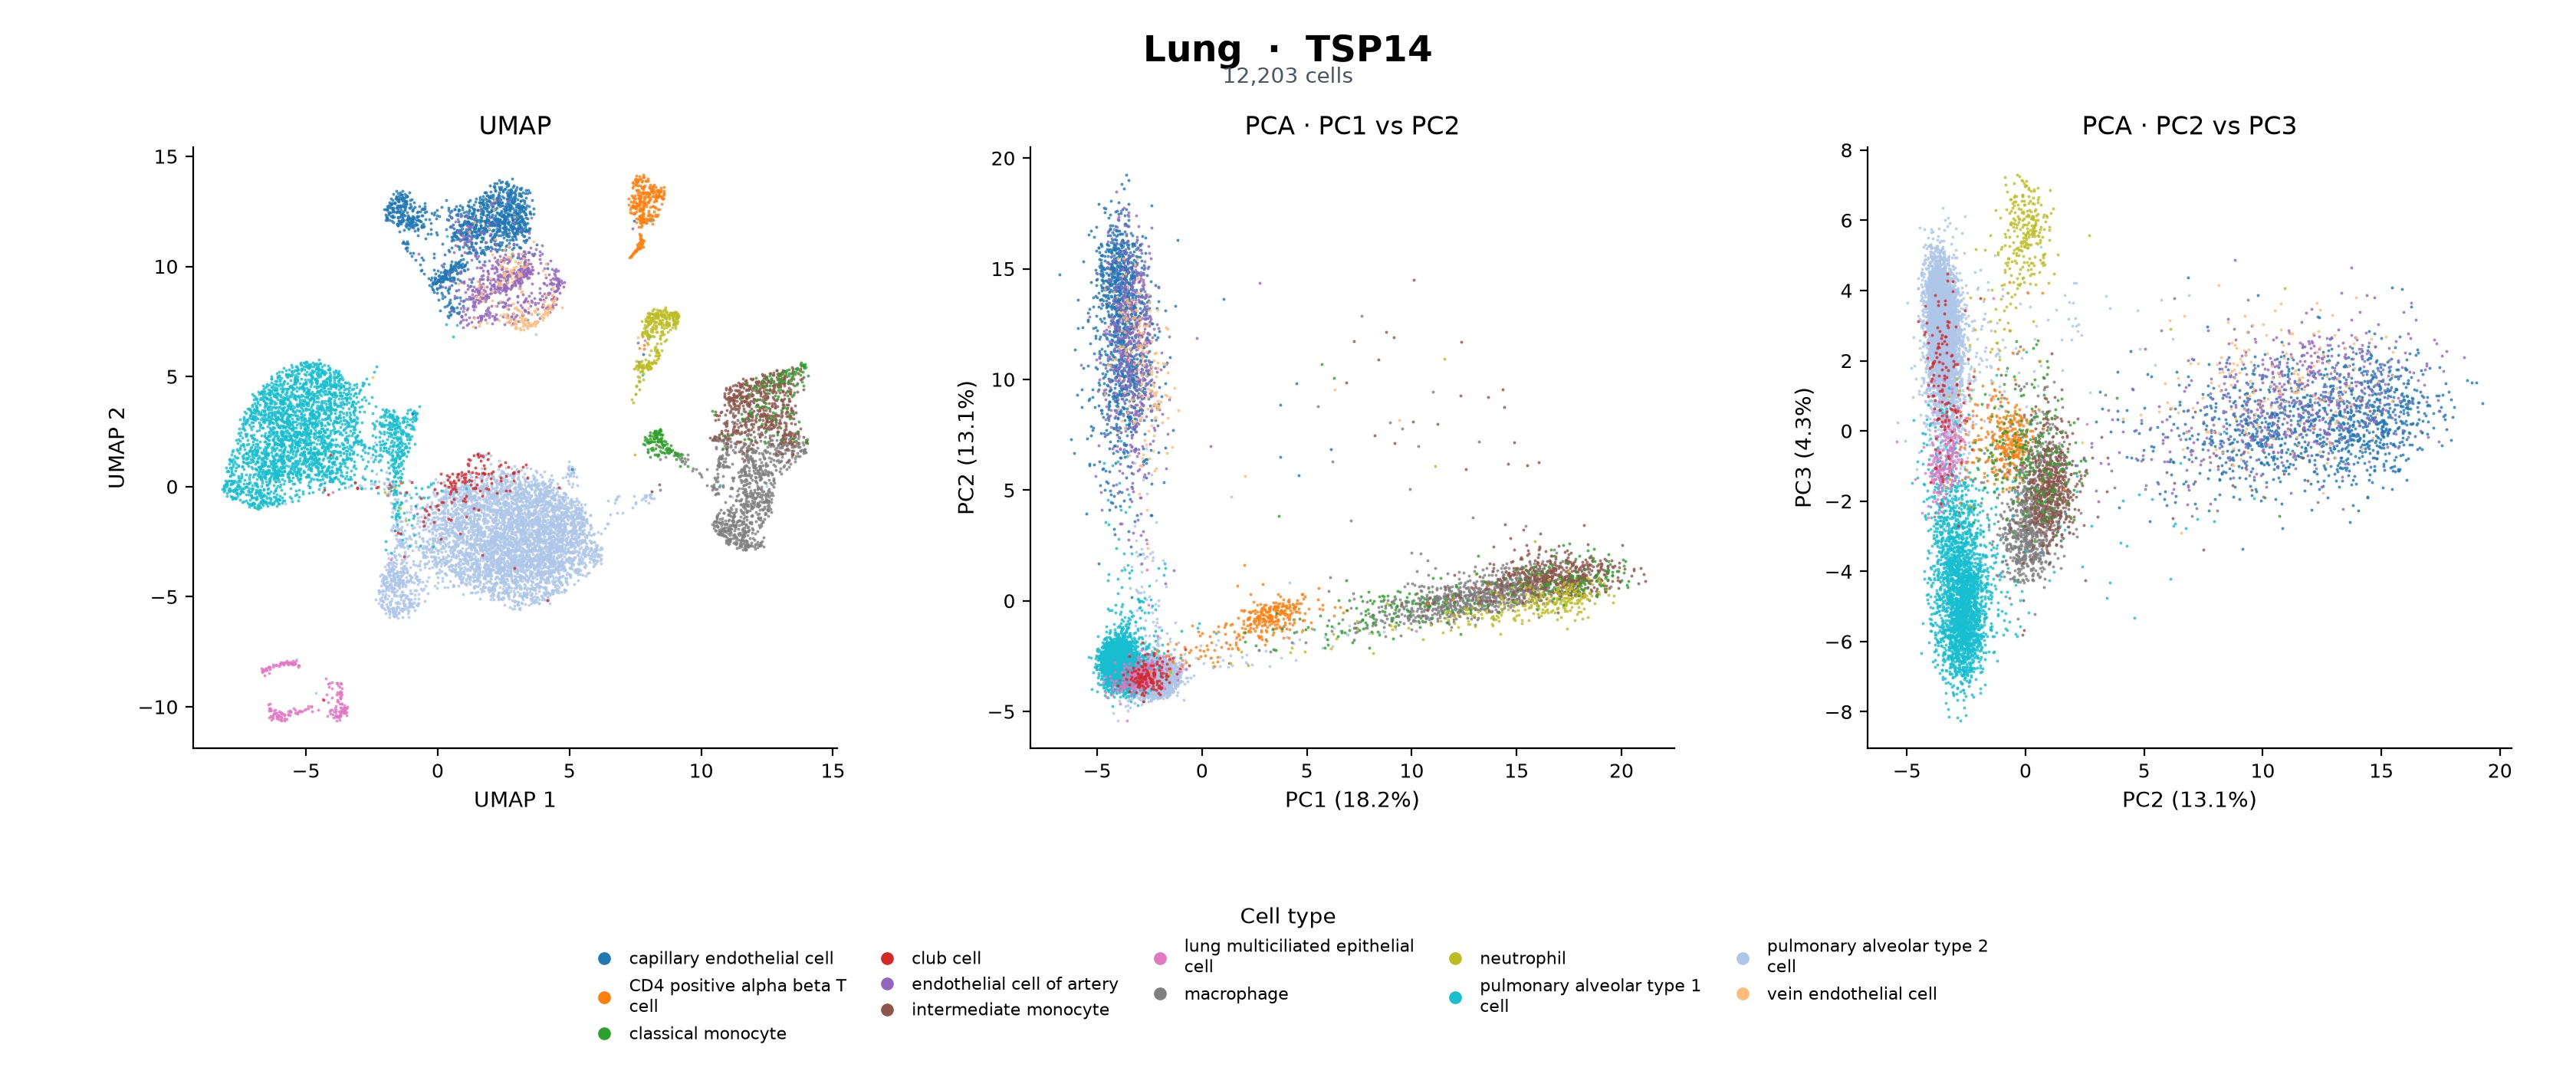 Lung · TSP14
12,203 cells
UMAP
15
10
5
0
−5
−10
−5
0
5
10
15
UMAP 1
UMAP 2
PCA · PC1 vs PC2
20
15
10
5
0
−5
−5
0
5
10
15
20
PC1 (18.2%)
PC2 (13.1%)
PCA · PC2 vs PC3
8
6
4
2
0
−2
−4
−6
−8
−5
0
5
10
15
20
PC2 (13.1%)
PC3 (4.3%)
Cell type
capillary endothelial cell
CD4 positive alpha beta T
cell
classical monocyte
club cell
endothelial cell of artery
intermediate monocyte
lung multiciliated epithelial
cell
macrophage
neutrophil
pulmonary alveolar type 1
cell
pulmonary alveolar type 2
cell
vein endothelial cell